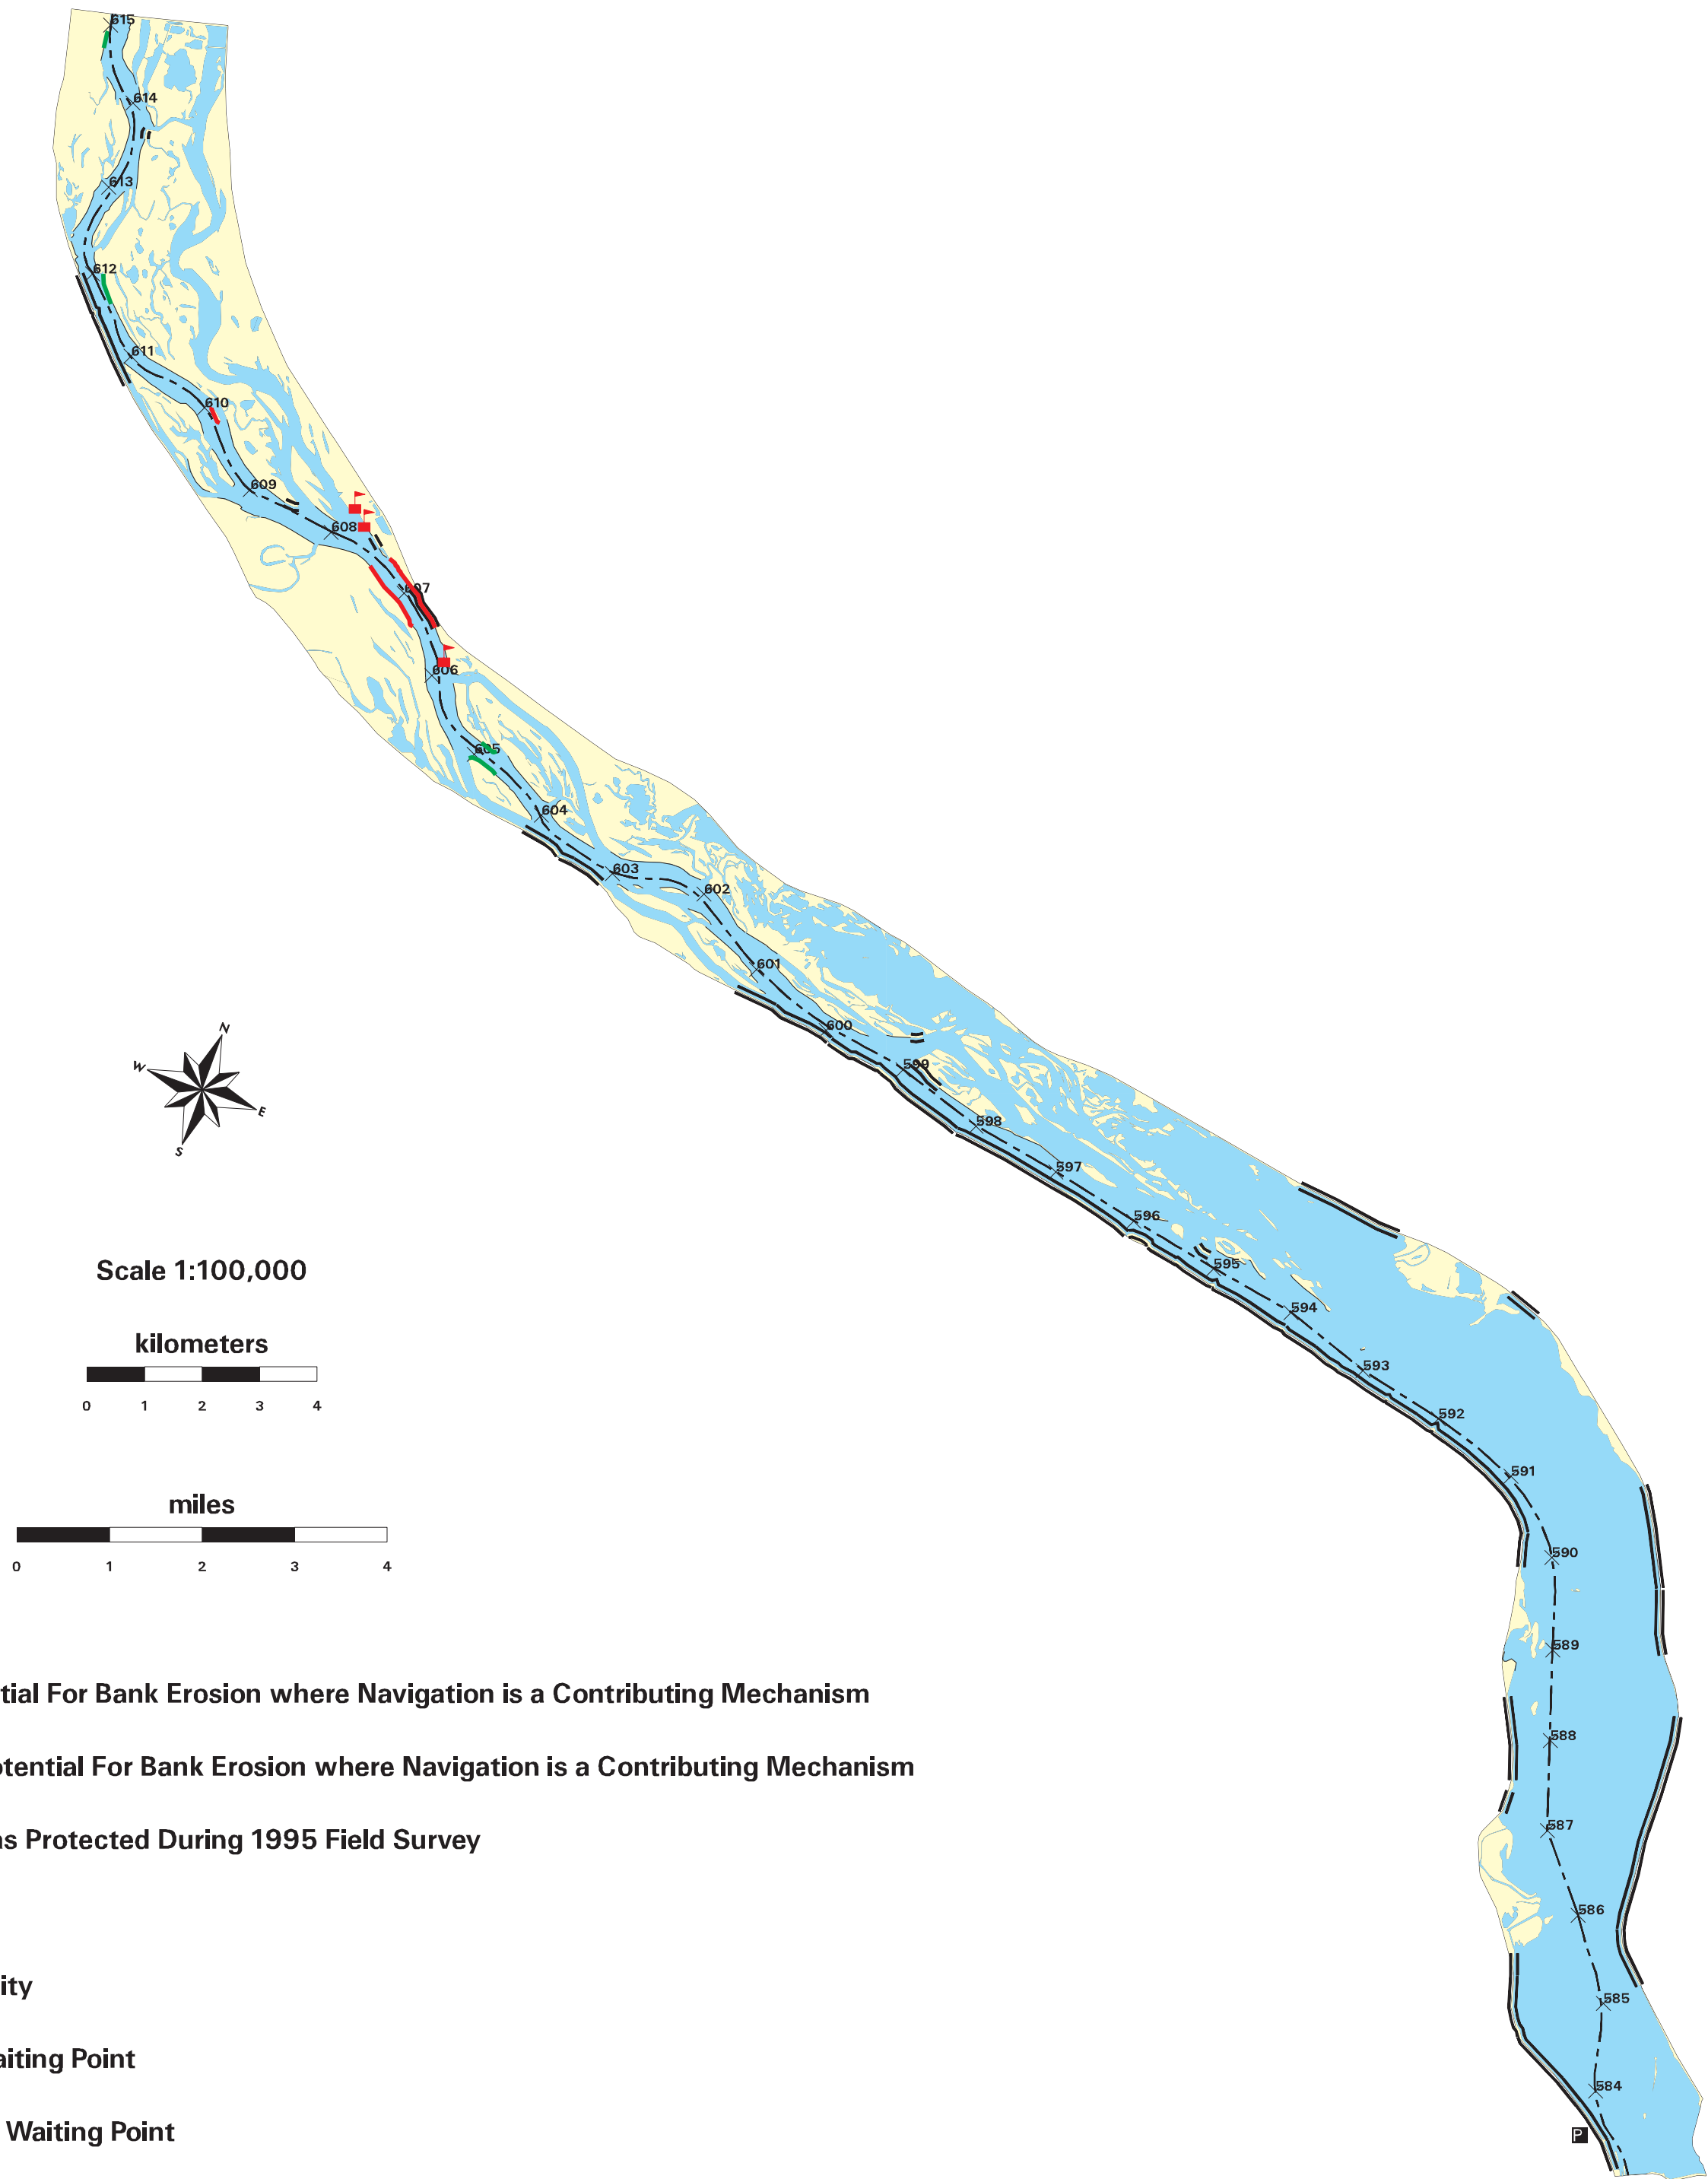 615
614
613
612
611
610
609
608
607
606
605
604
603
602
601
600
599
598
597
596
595
594
593
592
591
590
589
588
587
586
585
584
P
N
W
E
S
Scale 1:100,000
kilometers
0 1 2 3 4
miles
0 1 2 3 4
tial For Bank Erosion where Navigation is a Contributing Mechanism
otential For Bank Erosion where Navigation is a Contributing Mechanism
as Protected During 1995 Field Survey
ity
aiting Point
Waiting Point